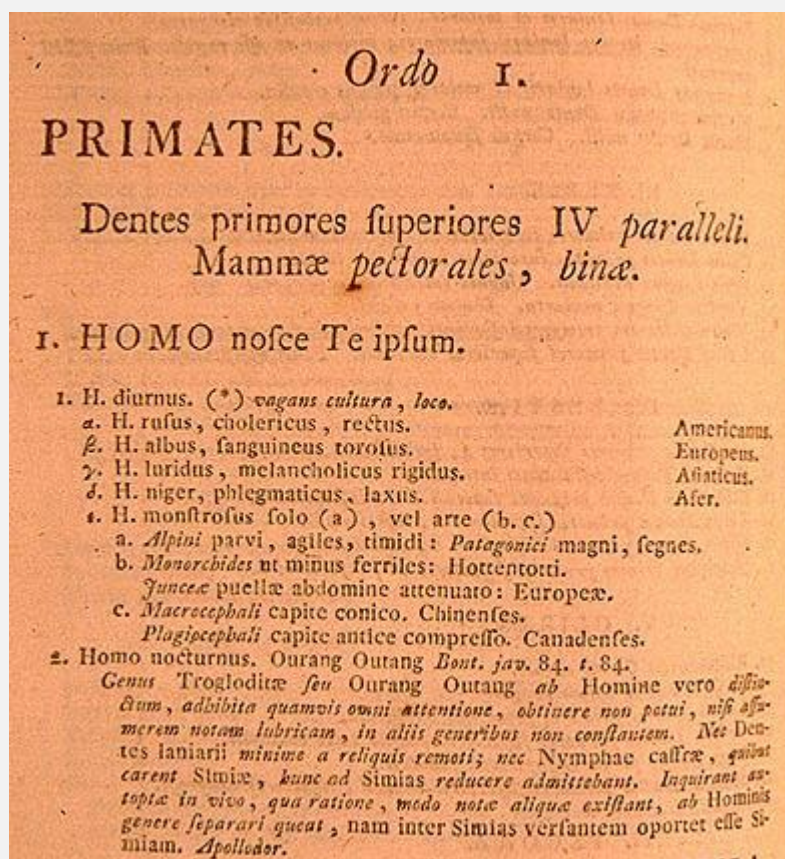 Ordo 1.
PRIMATES.
Dentes primores ſuperiores IV paralleli.
Mammæ pectorales, binæ.
1. HOMO noſce Te ipſum.
1. H. diurnus. (*) vagans cultura, loco.
α. H. rufus, cholericus, rectus. Americanus.
β. H. albus, ſanguineus toroſus. Europeus.
γ. H. luridus, melancholicus rigidus. Aſiaticus.
δ. H. niger, phlegmaticus, laxus. Afer.
ε. H. monſtroſus ſolo (a), vel arte (b. c.)
a. Alpini parvi, agiles, timidi: Patagonici magni, ſegnes.
b. Monorchides ut minus ferriles: Hottentotti.
Junceæ puellæ abdomine attenuato: Europeæ.
c. Macrocephali capite conico. Chinenſes.
Plagiocephali capite antice compreſſo. Canadenſes.
2. Homo nocturnus. Ourang Outang Bont. jav. 84. t. 84.
Genus Trogloditæ ſeu Ourang Outang ab Homine vero diſtin-
ctum, adhibita quamvis omni attentione, obtinere non potui, niſi aſſu-
merem notam lubricam, in aliis generibus non conſtantem. Nec Den-
tes laniarii minime a reliquis remoti; nec Nymphae caffræ, quibus
carent Simiæ, hunc ad Simias reducere admittebant. Inquirant au-
toptæ in vivo, qua ratione, modo notæ aliquæ exiſtant, ab Hominis
genere ſeparari queat, nam inter Simias verſantem oportet eſſe Si-
miam. Apollodor.